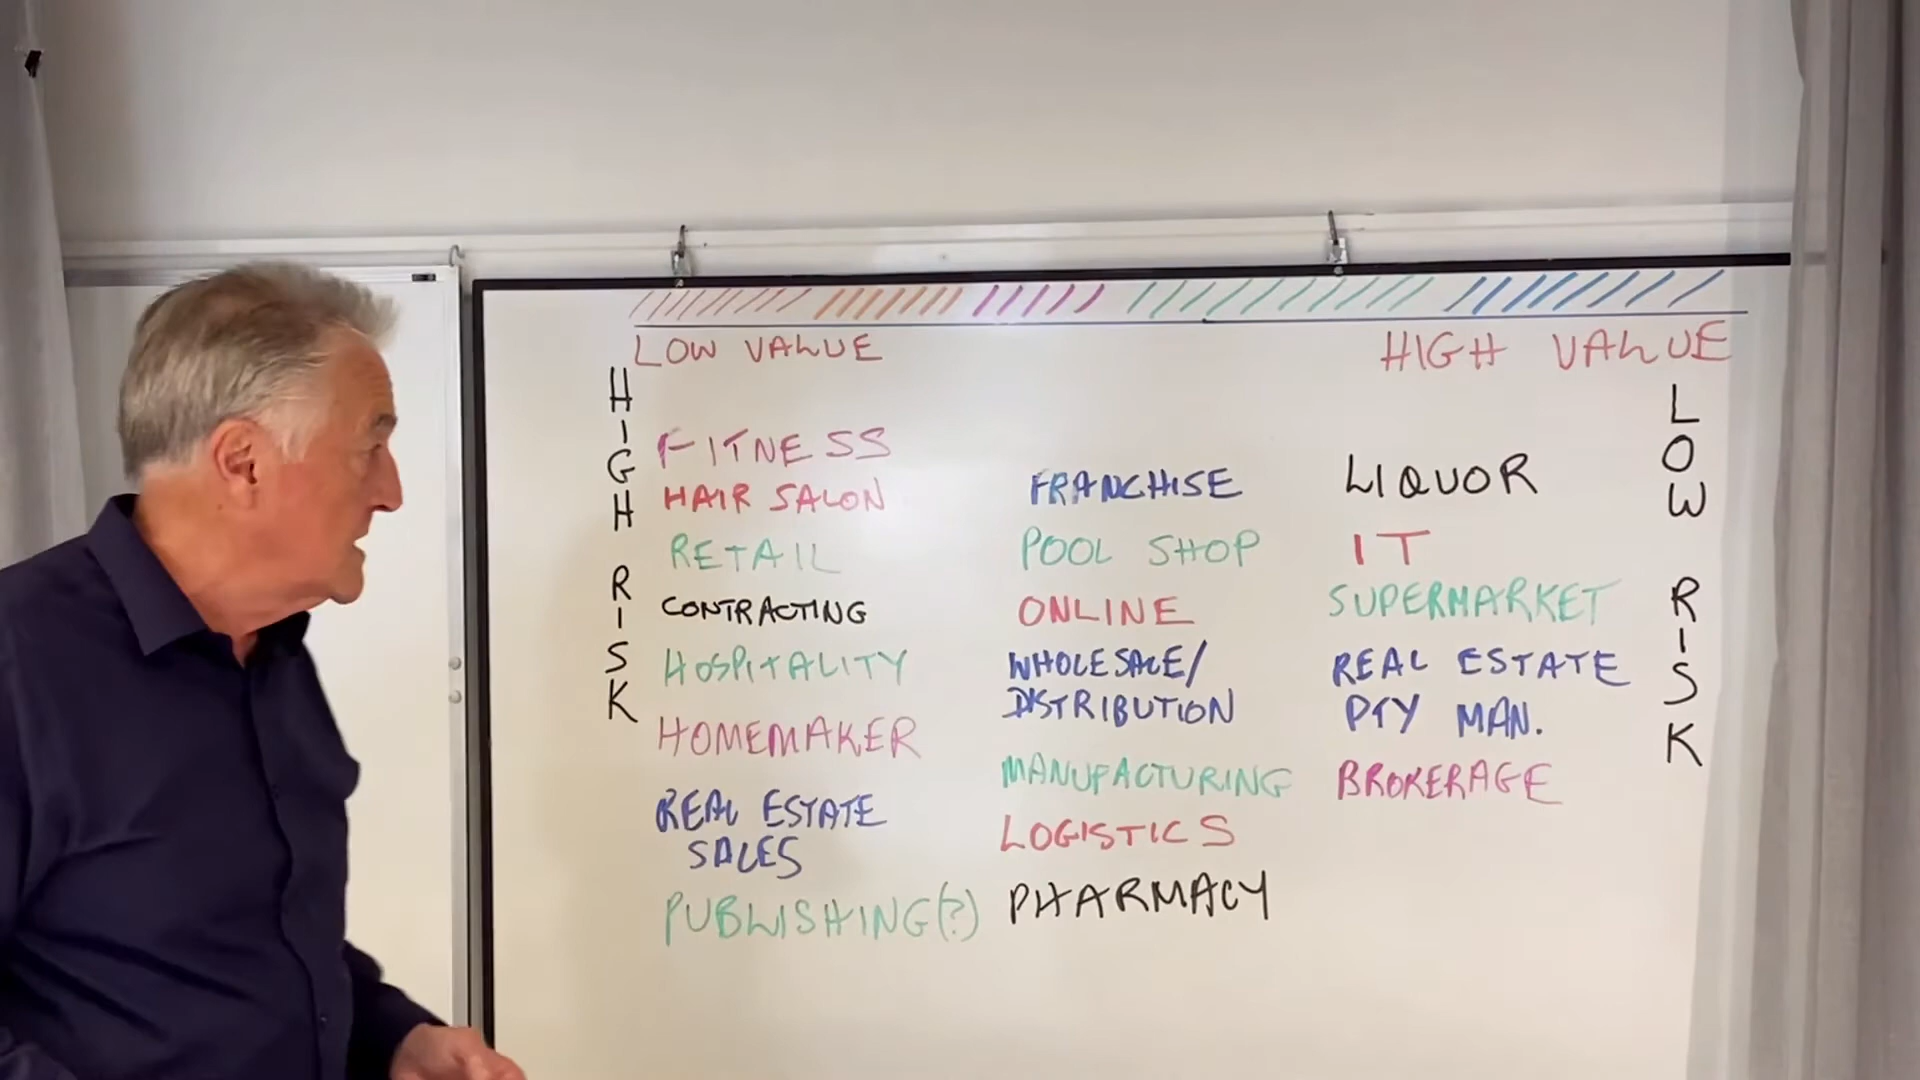 LOW VALUE
HIGH VALUE
HIGH RISK
FITNESS
HAIR SALON
RETAIL
CONTRACTING
HOSPITALITY
HOMEMAKER
REAL ESTATE
SALES
PUBLISHING(?)
FRANCHISE
POOL SHOP
ONLINE
WHOLESALE/
DISTRIBUTION
MANUFACTURING
LOGISTICS
PHARMACY
LIQUOR
IT
SUPERMARKET
REAL ESTATE
PTY MAN.
BROKERAGE
LOW RISK